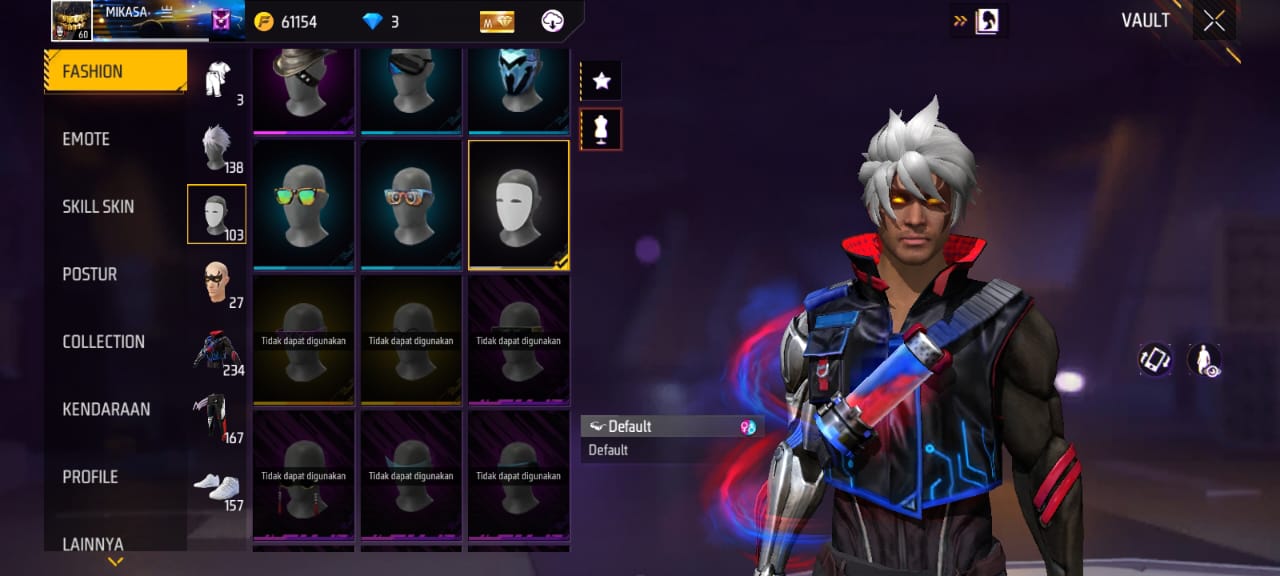 MIKASA
60
61154
3
M
VAULT
FASHION
EMOTE
SKILL SKIN
POSTUR
COLLECTION
KENDARAAN
PROFILE
LAINNYA
3
138
103
27
234
167
157
Tidak dapat digunakan
Tidak dapat digunakan
Tidak dapat digunakan
Tidak dapat digunakan
Tidak dapat digunakan
Tidak dapat digunakan
Default
Default